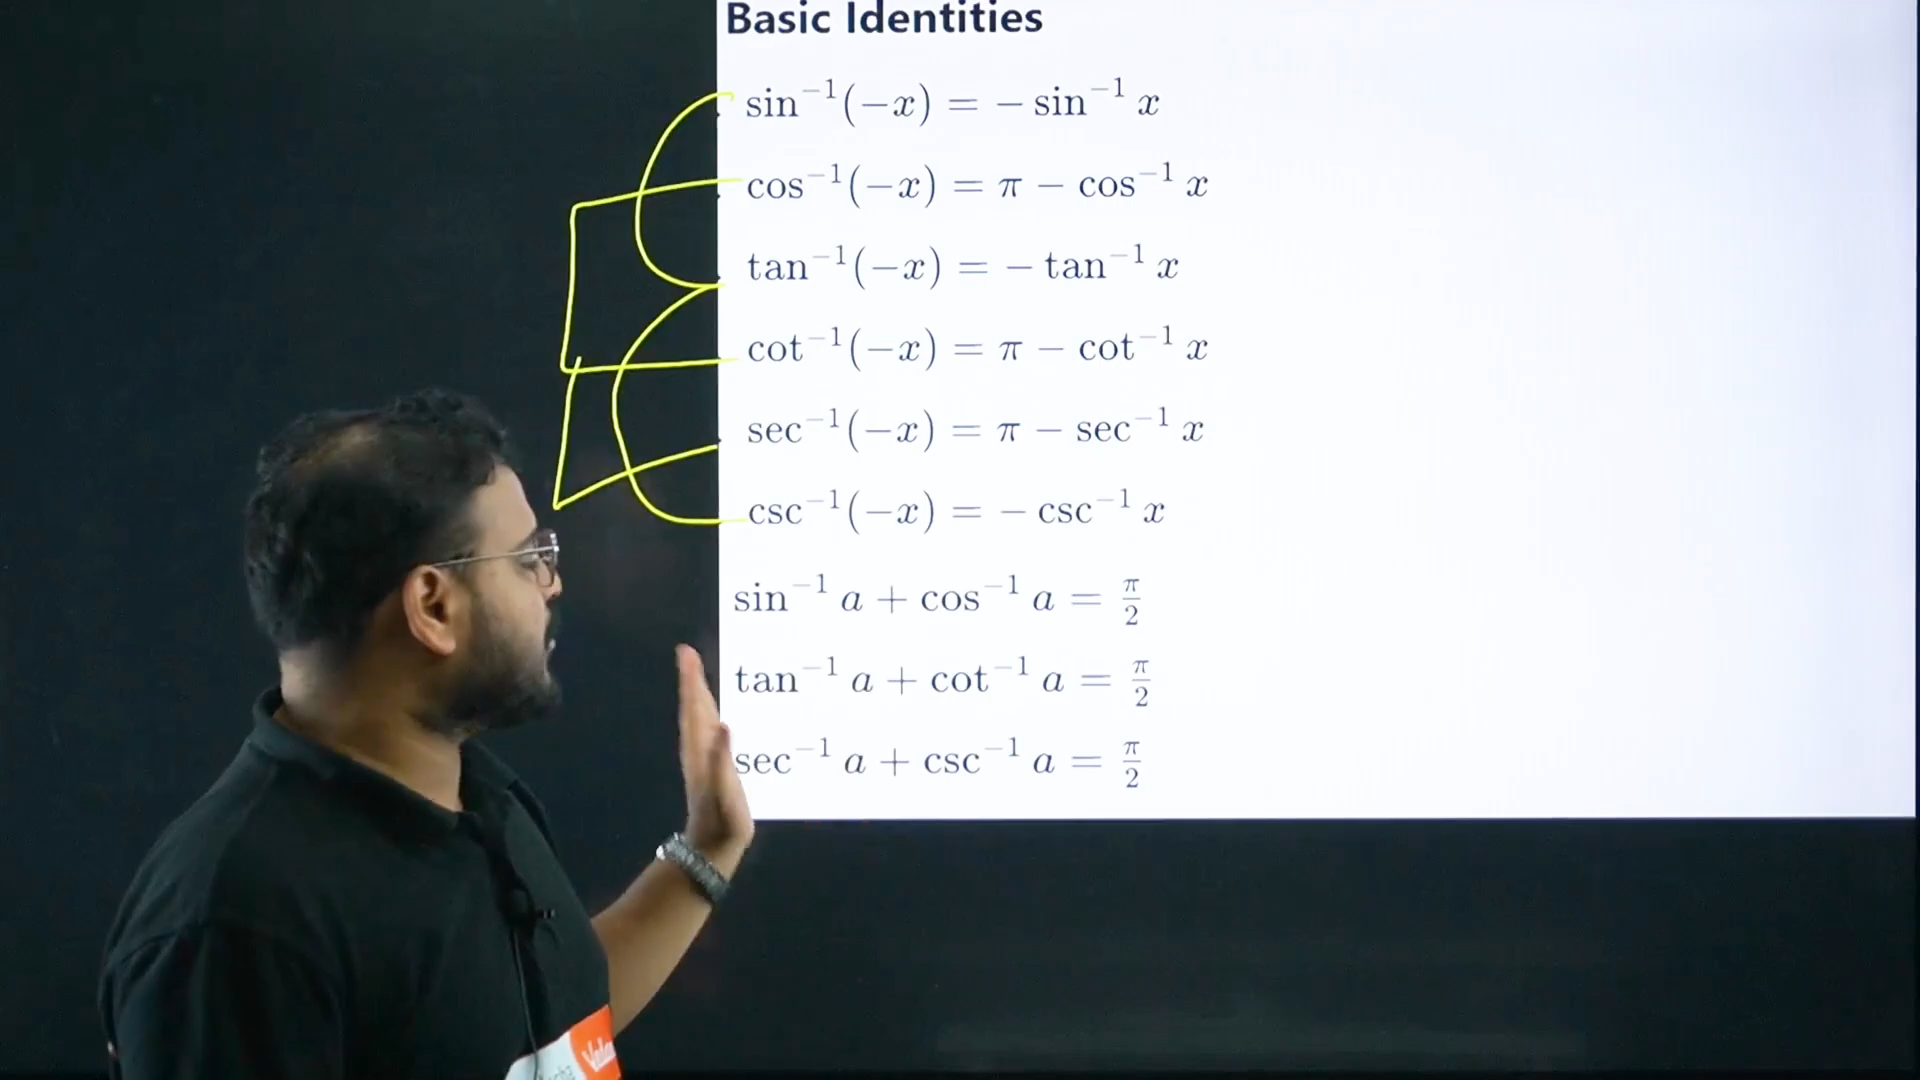 Basic Identities
sin⁻¹(−x) = − sin⁻¹ x
cos⁻¹(−x) = π − cos⁻¹ x
tan⁻¹(−x) = − tan⁻¹ x
cot⁻¹(−x) = π − cot⁻¹ x
sec⁻¹(−x) = π − sec⁻¹ x
csc⁻¹(−x) = − csc⁻¹ x
sin⁻¹ a + cos⁻¹ a = π/2
tan⁻¹ a + cot⁻¹ a = π/2
sec⁻¹ a + csc⁻¹ a = π/2